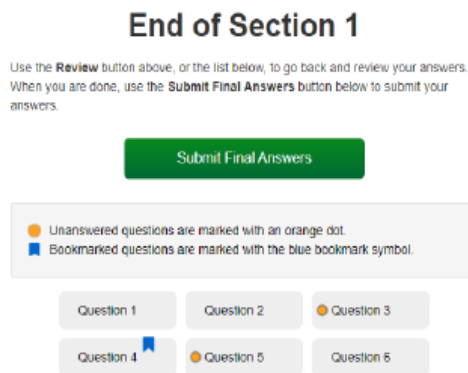 End of Section 1
Use the Review button above, or the list below, to go back and review your answers.
When you are done, use the Submit Final Answers button below to submit your
answers.
Submit Final Answers
Unanswered questions are marked with an orange dot.
Bookmarked questions are marked with the blue bookmark symbol.
Question 1 Question 2 Question 3
Question 4 Question 5 Question 6